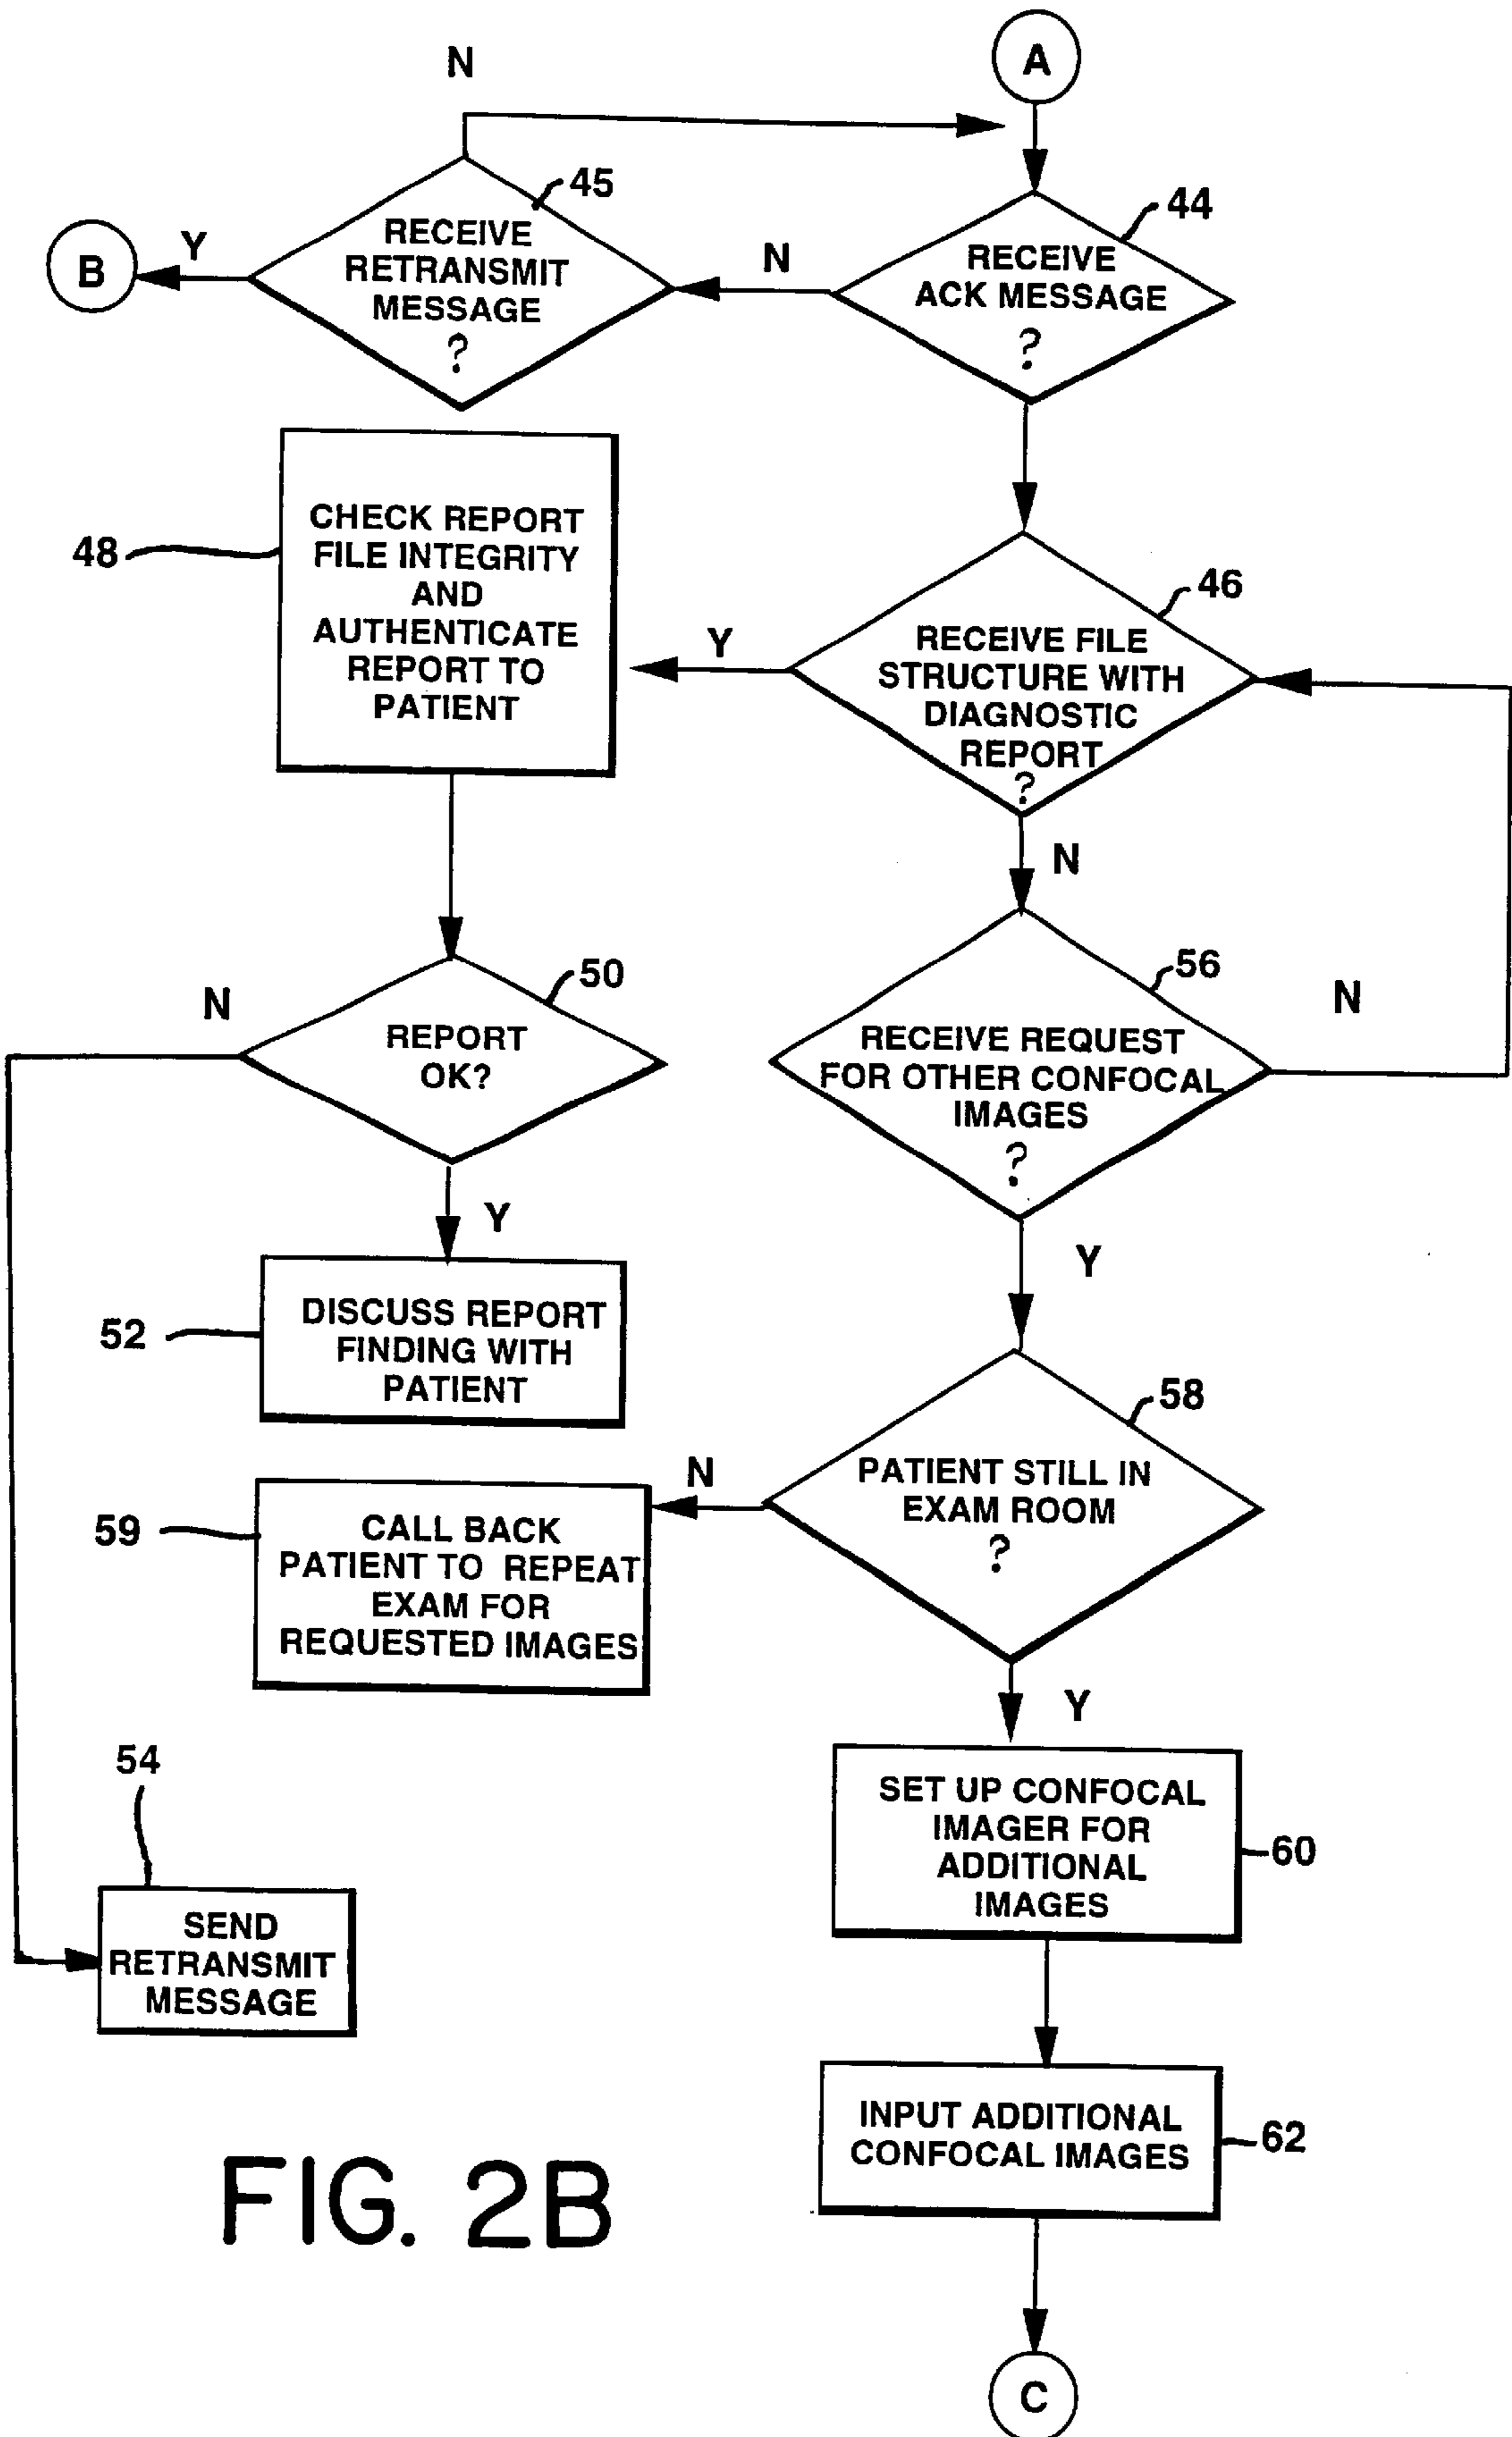 A
N
45
RECEIVE
RETRANSMIT
MESSAGE
?
Y
B
N
44
RECEIVE
ACK MESSAGE
?
48
CHECK REPORT
FILE INTEGRITY
AND
AUTHENTICATE
REPORT TO
PATIENT
Y
46
RECEIVE FILE
STRUCTURE WITH
DIAGNOSTIC
REPORT
?
N
50
REPORT
OK?
N
56
RECEIVE REQUEST
FOR OTHER CONFOCAL
IMAGES
?
N
Y
52
DISCUSS REPORT
FINDING WITH
PATIENT
Y
58
PATIENT STILL IN
EXAM ROOM
?
N
59
CALL BACK
PATIENT TO REPEAT
EXAM FOR
REQUESTED IMAGES
Y
54
SEND
RETRANSMIT
MESSAGE
SET UP CONFOCAL
IMAGER FOR
ADDITIONAL
IMAGES
60
INPUT ADDITIONAL
CONFOCAL IMAGES
62
FIG. 2B
C